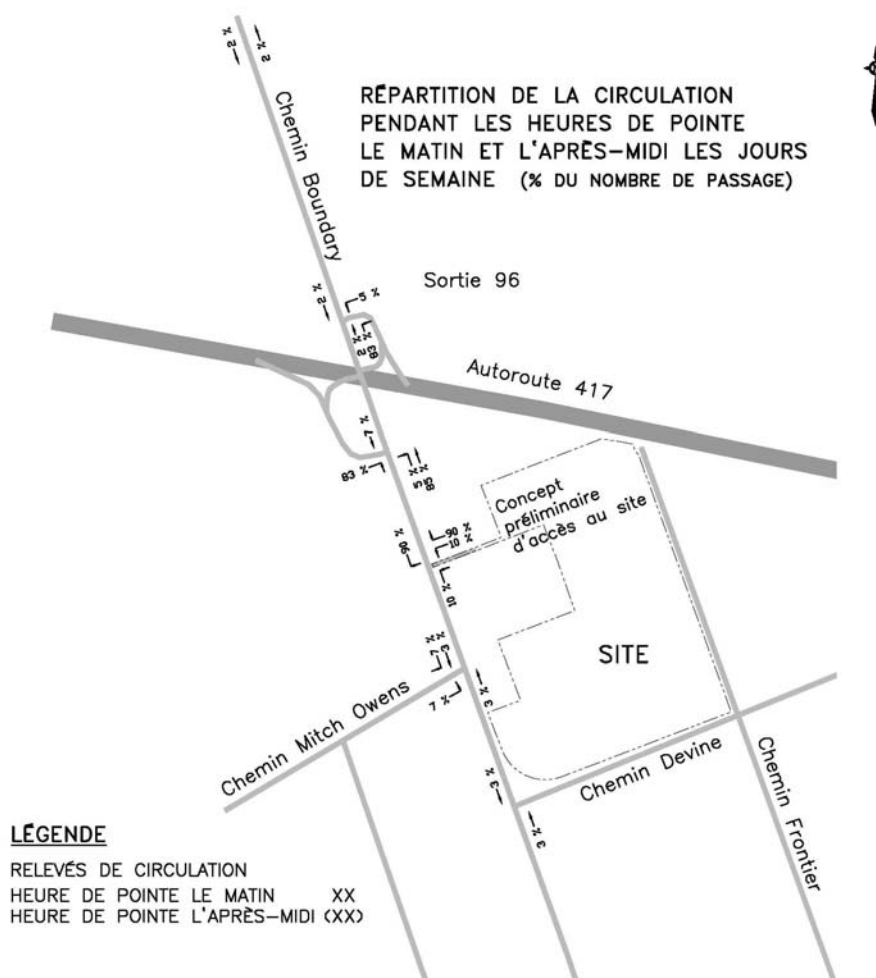 2 %
2 %
Chemin Boundary
RÉPARTITION DE LA CIRCULATION
PENDANT LES HEURES DE POINTE
LE MATIN ET L'APRÈS-MIDI LES JOURS
DE SEMAINE (% DU NOMBRE DE PASSAGE)
Sortie 96
2 %
5 %
83 %
2 %
Autoroute 417
7 %
83 %
85 %
5 %
Concept
préliminaire
d'accès au site
90 %
90 %
10 %
10 %
SITE
3 %
7 %
7 %
3 %
Chemin Mitch Owens
3 %
Chemin Devine
3 %
Chemin Frontier
LÉGENDE
RELEVÉS DE CIRCULATION
HEURE DE POINTE LE MATIN XX
HEURE DE POINTE L'APRÈS-MIDI (XX)